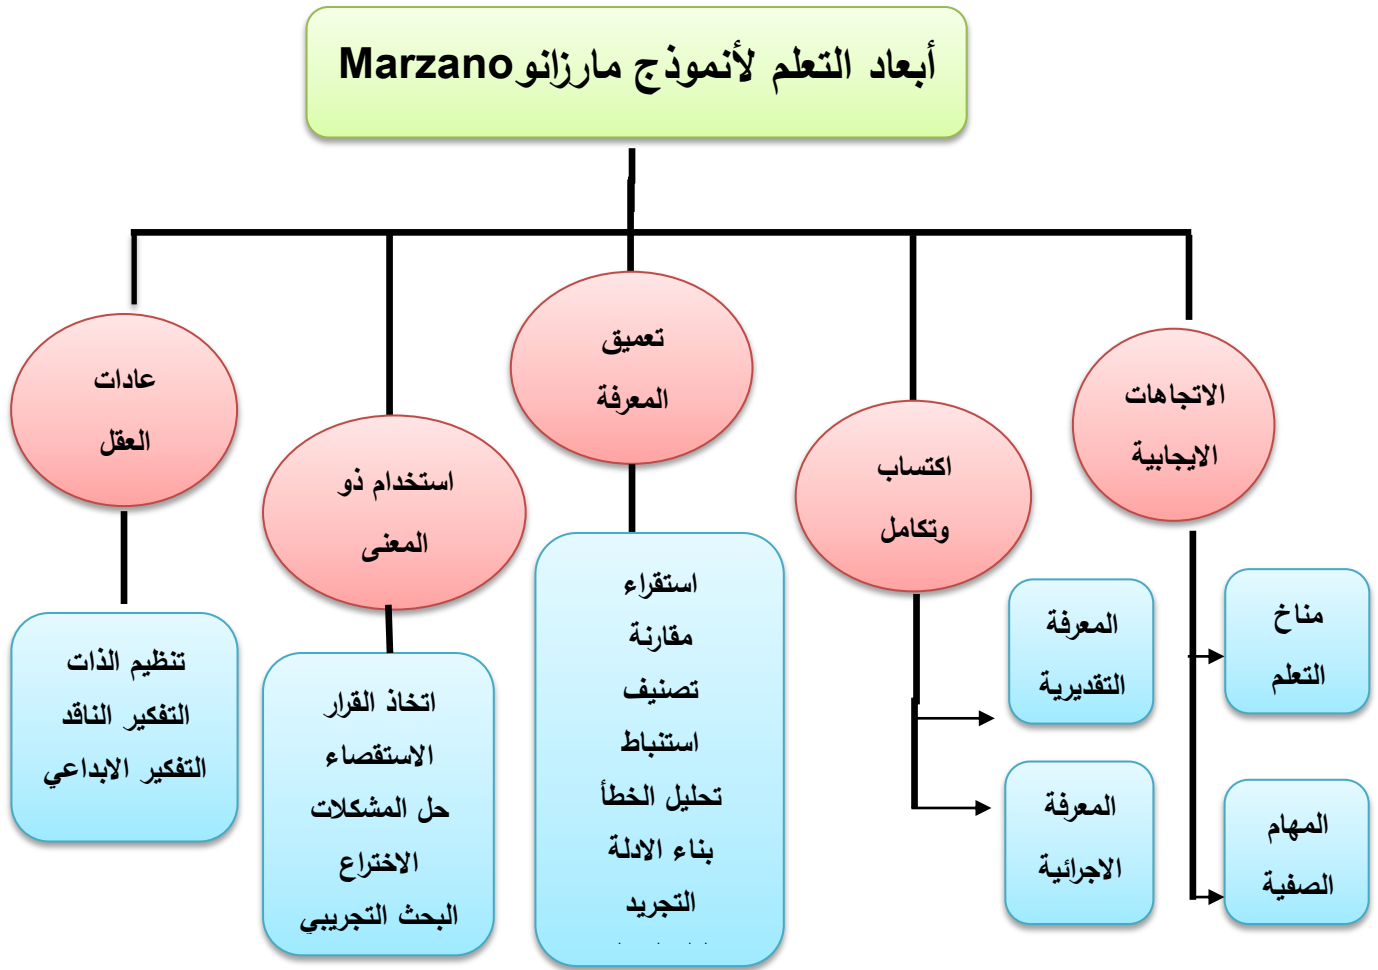 أبعاد التعلم لأنموذج مارزانو Marzano
الاتجاهات
الايجابية
مناخ
التعلم
المهام
الصفية
اكتساب
وتكامل
المعرفة
التقديرية
المعرفة
الاجرائية
تعميق
المعرفة
استقراء
مقارنة
تصنيف
استنباط
تحليل الخطأ
بناء الادلة
التجريد
استخدام ذو
المعنى
اتخاذ القرار
الاستقصاء
حل المشكلات
الاختراع
البحث التجريبي
عادات
العقل
تنظيم الذات
التفكير الناقد
التفكير الابداعي